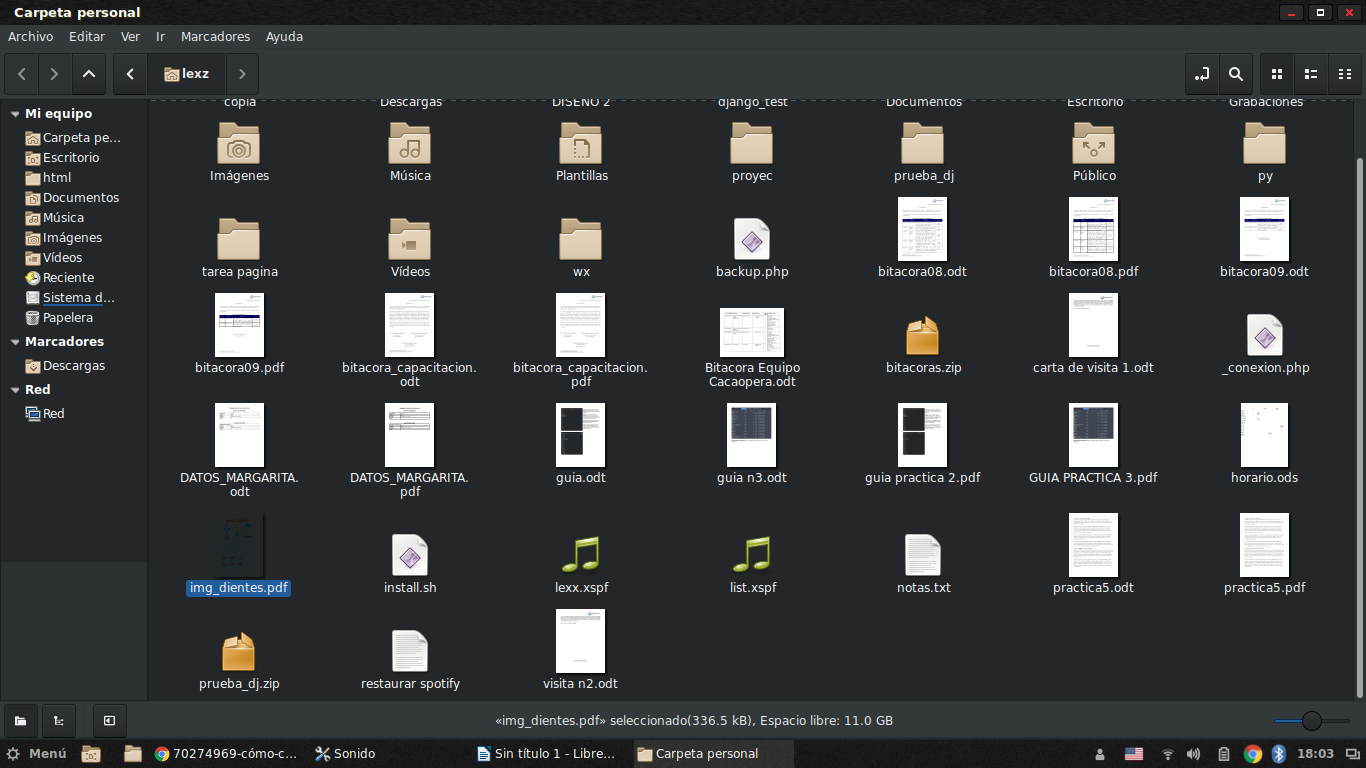 Carpeta personal
Archivo Editar Ver Ir Marcadores Ayuda
lexz
Mi equipo
Carpeta pe...
Escritorio
html
Documentos
Música
Imágenes
Vídeos
Reciente
Sistema d...
Papelera
Marcadores
Descargas
Red
Red
copia Descargas DISEÑO 2 django_test Documentos Escritorio Grabaciones
Imágenes Música Plantillas proyec prueba_dj Público py
tarea pagina Vídeos wx backup.php bitacora08.odt bitacora08.pdf bitacora09.odt
bitacora09.pdf bitacora_capacitacion.odt bitacora_capacitacion.pdf Bitacora Equipo Cacaopera.odt bitacoras.zip carta de visita 1.odt _conexion.php
DATOS_MARGARITA.odt DATOS_MARGARITA.pdf guia.odt guia n3.odt guia practica 2.pdf GUIA PRACTICA 3.pdf horario.ods
img_dientes.pdf install.sh lexx.xspf list.xspf notas.txt practica5.odt practica5.pdf
prueba_dj.zip restaurar spotify visita n2.odt
«img_dientes.pdf» seleccionado(336.5 kB), Espacio libre: 11.0 GB
Menú 70274969-cómo-c... Sonido Sin título 1 - Libre... Carpeta personal 18:03